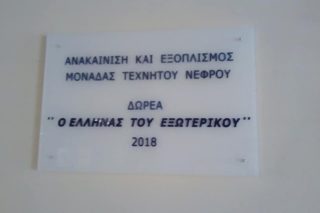 ΑΝΑΚΑΙΝΙΣΗ ΚΑΙ ΕΞΟΠΛΙΣΜΟΣ
ΜΟΝΑΔΑΣ ΤΕΧΝΗΤΟΥ ΝΕΦΡΟΥ
ΔΩΡΕΑ
¨ Ο ΕΛΛΗΝΑΣ ΤΟΥ ΕΞΩΤΕΡΙΚΟΥ ¨
2018